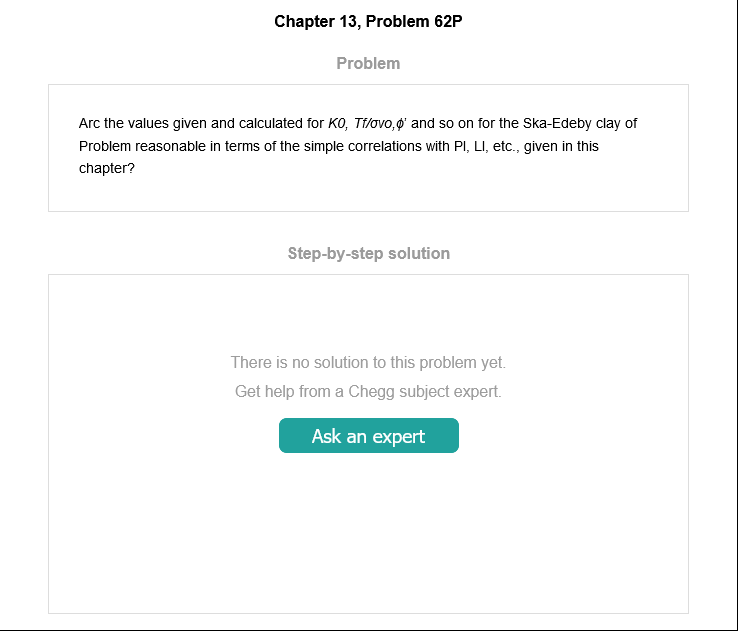 Chapter 13, Problem 62P
Problem
Arc the values given and calculated for K0, Tf/σvo,ϕ' and so on for the Ska-Edeby clay of
Problem reasonable in terms of the simple correlations with PI, LI, etc., given in this
chapter?
Step-by-step solution
There is no solution to this problem yet.
Get help from a Chegg subject expert.
Ask an expert